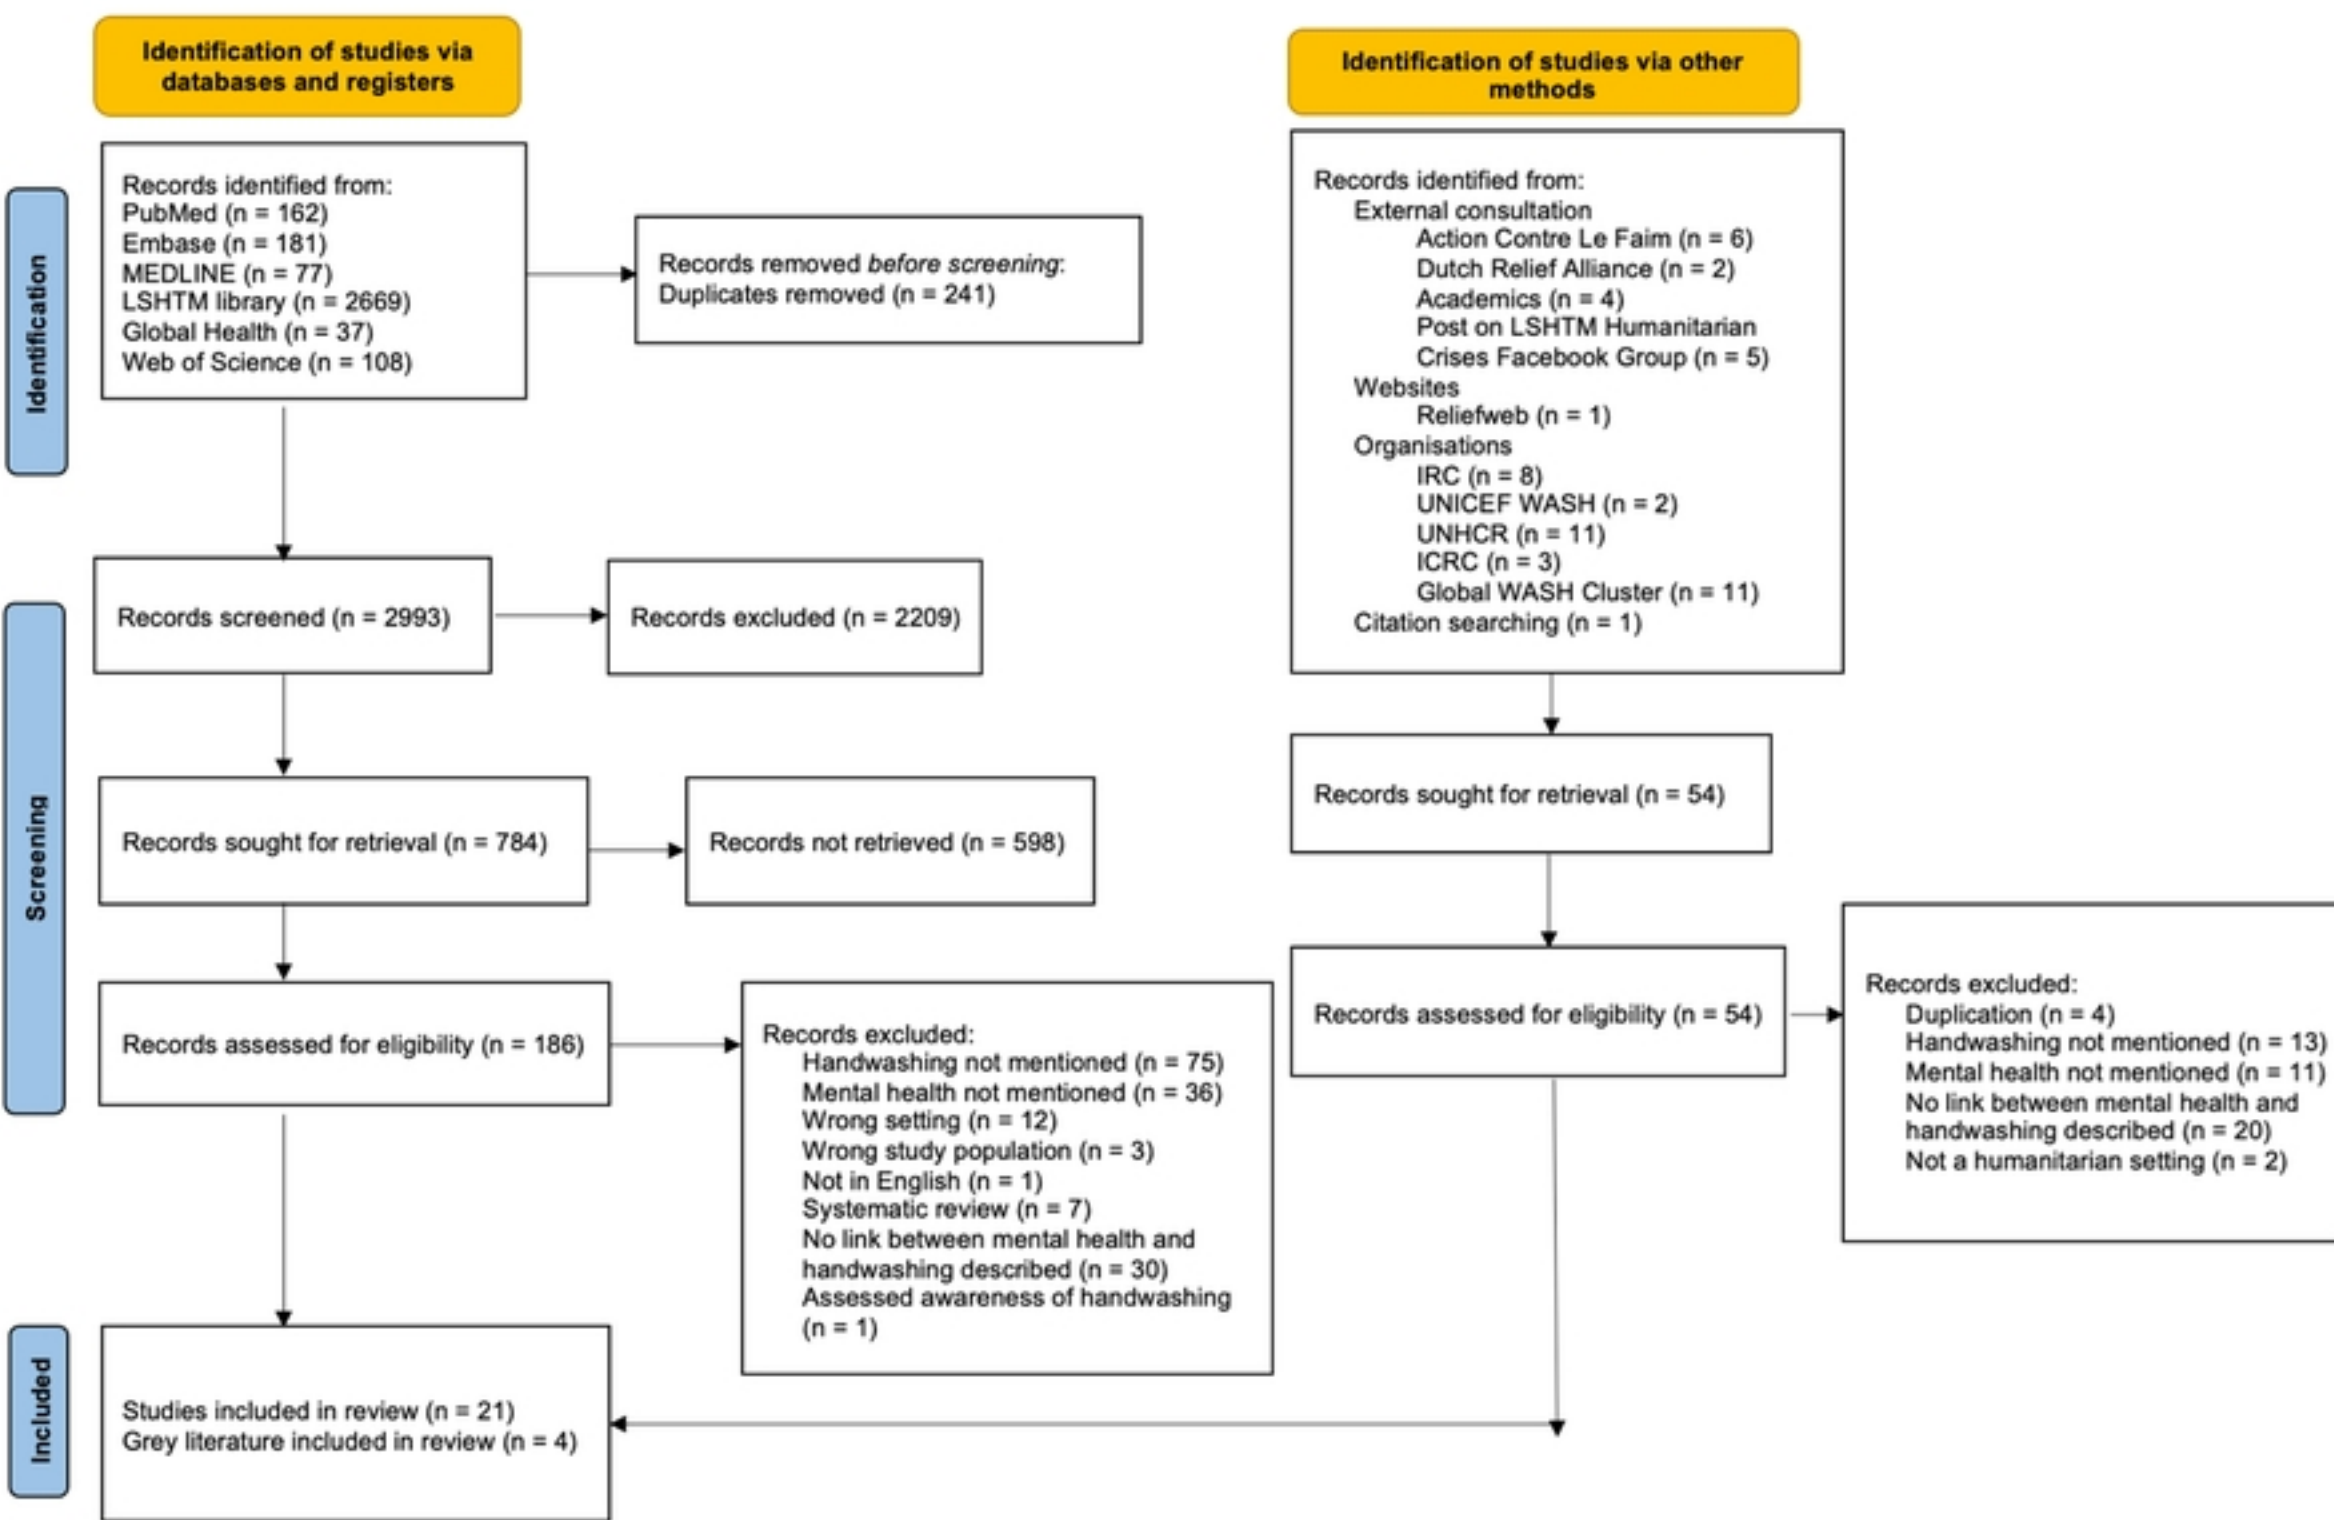 Identification of studies via
databases and registers
Identification of studies via other
methods
Identification
Records identified from:
PubMed (n = 162)
Embase (n = 181)
MEDLINE (n = 77)
LSHTM library (n = 2669)
Global Health (n = 37)
Web of Science (n = 108)
Records removed before screening:
Duplicates removed (n = 241)
Records identified from:
External consultation
Action Contre Le Faim (n = 6)
Dutch Relief Alliance (n = 2)
Academics (n = 4)
Post on LSHTM Humanitarian
Crises Facebook Group (n = 5)
Websites
Reliefweb (n = 1)
Organisations
IRC (n = 8)
UNICEF WASH (n = 2)
UNHCR (n = 11)
ICRC (n = 3)
Global WASH Cluster (n = 11)
Citation searching (n = 1)
Screening
Records screened (n = 2993)
Records excluded (n = 2209)
Records sought for retrieval (n = 784)
Records not retrieved (n = 598)
Records sought for retrieval (n = 54)
Records assessed for eligibility (n = 186)
Records excluded:
Handwashing not mentioned (n = 75)
Mental health not mentioned (n = 36)
Wrong setting (n = 12)
Wrong study population (n = 3)
Not in English (n = 1)
Systematic review (n = 7)
No link between mental health and
handwashing described (n = 30)
Assessed awareness of handwashing
(n = 1)
Records assessed for eligibility (n = 54)
Records excluded:
Duplication (n = 4)
Handwashing not mentioned (n = 13)
Mental health not mentioned (n = 11)
No link between mental health and
handwashing described (n = 20)
Not a humanitarian setting (n = 2)
Included
Studies included in review (n = 21)
Grey literature included in review (n = 4)